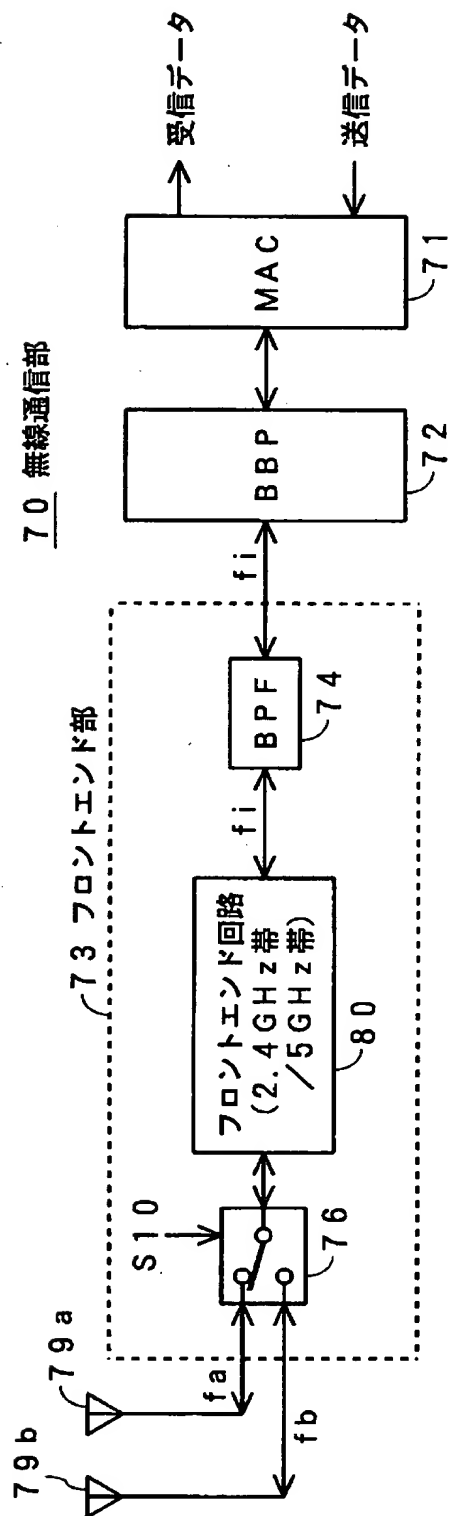 70 無線通信部
73 フロントエンド部
79a
79b
fa
fb
S10
76
フロントエンド回路
(2.4GHz帯
/5GHz帯)
80
fi
BPF
74
fi
BBP
72
MAC
71
受信データ
送信データ